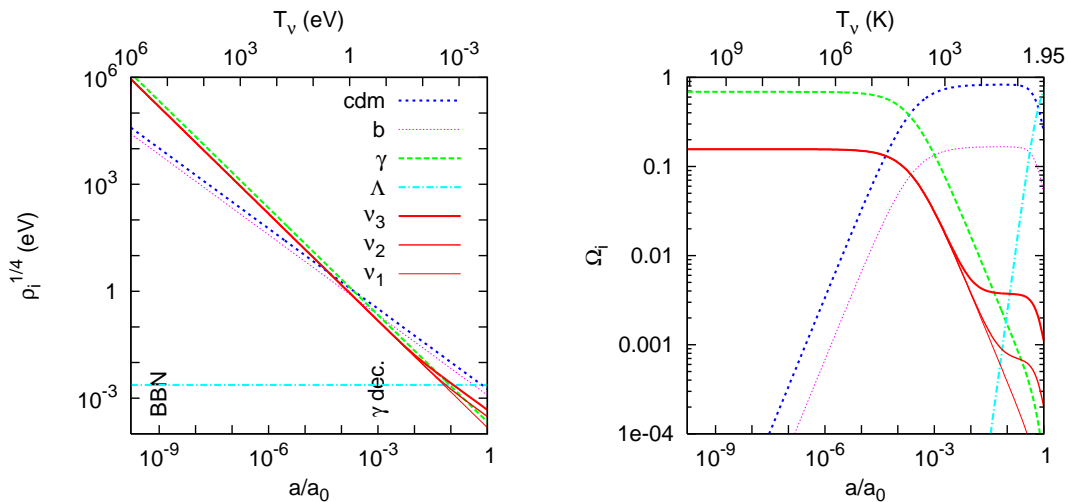 T_ν (eV)
10^6 10^3 1 10^-3
10^6
10^3
1
10^-3
ρ_i^1/4 (eV)
cdm
b
γ
Λ
ν_3
ν_2
ν_1
BBN
γ dec.
10^-9 10^-6 10^-3 1
a/a_0
T_ν (K)
10^9 10^6 10^3 1.95
1
0.1
0.01
0.001
1e-04
Ω_i
10^-9 10^-6 10^-3 1
a/a_0